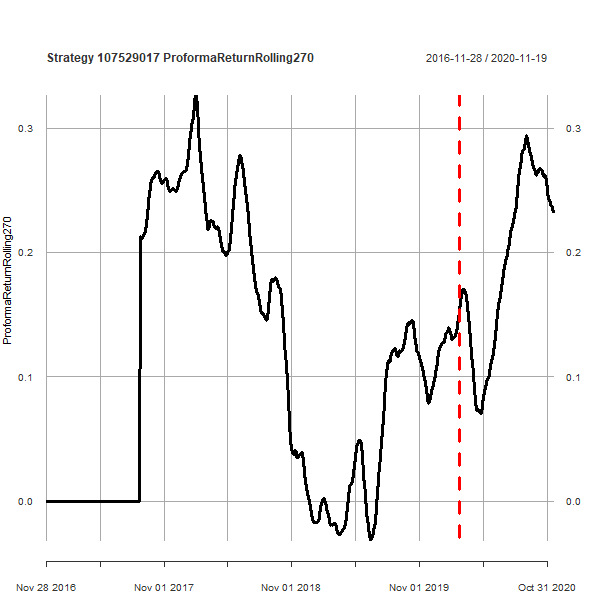 Strategy 107529017 ProformaReturnRolling270
2016-11-28 / 2020-11-19
ProformaReturnRolling270
0.3
0.2
0.1
0.0
0.3
0.2
0.1
0.0
Nov 28 2016
Nov 01 2017
Nov 01 2018
Nov 01 2019
Oct 31 2020